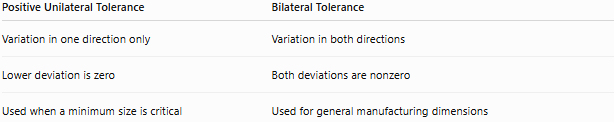 Positive Unilateral Tolerance Bilateral Tolerance
Variation in one direction only Variation in both directions
Lower deviation is zero Both deviations are nonzero
Used when a minimum size is critical Used for general manufacturing dimensions